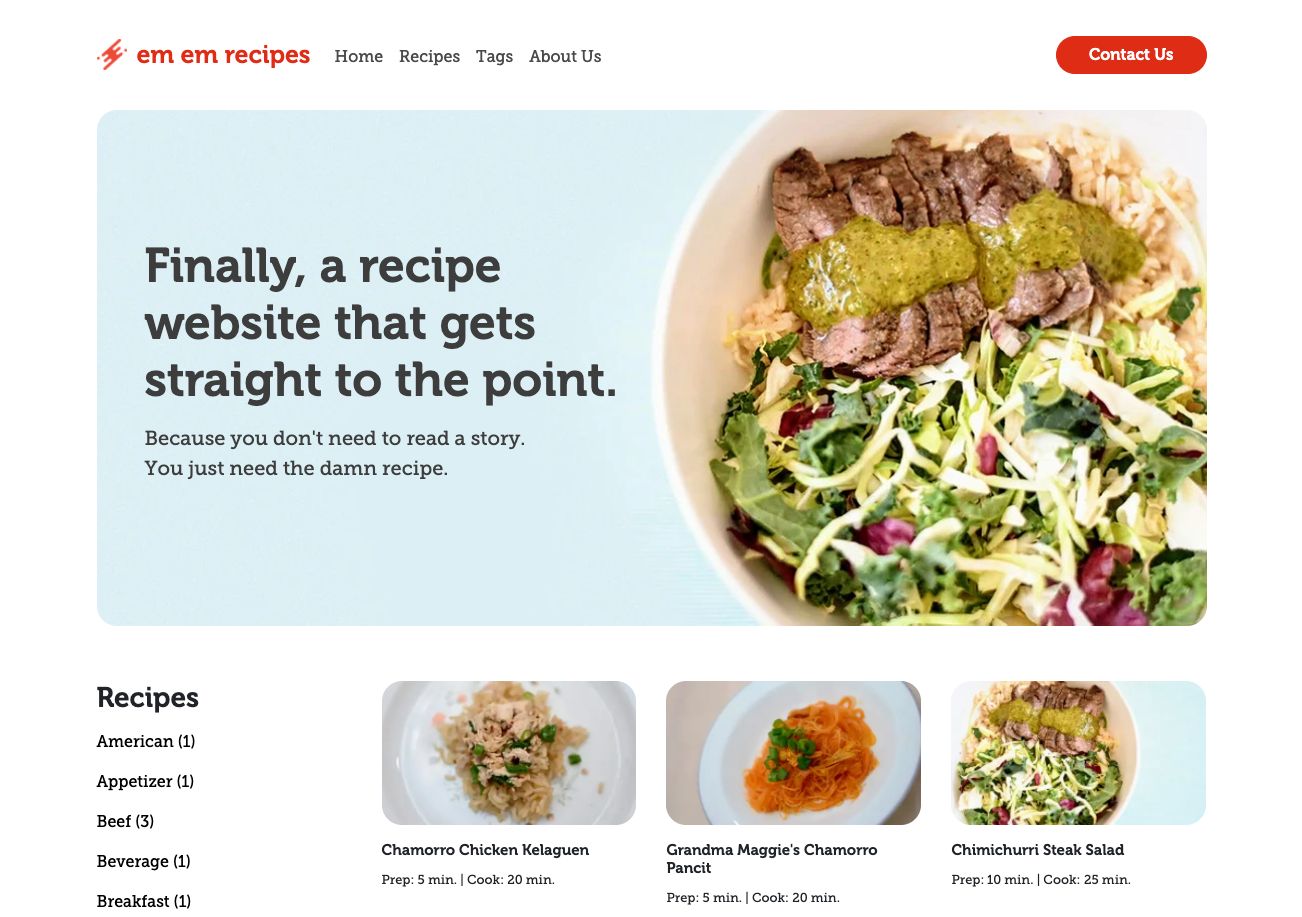 em em recipes
Home
Recipes
Tags
About Us
Contact Us
Finally, a recipe
website that gets
straight to the point.
Because you don't need to read a story.
You just need the damn recipe.
Recipes
American (1)
Appetizer (1)
Beef (3)
Beverage (1)
Breakfast (1)
Chamorro Chicken Kelaguen
Prep: 5 min. | Cook: 20 min.
Grandma Maggie's Chamorro
Pancit
Prep: 5 min. | Cook: 20 min.
Chimichurri Steak Salad
Prep: 10 min. | Cook: 25 min.